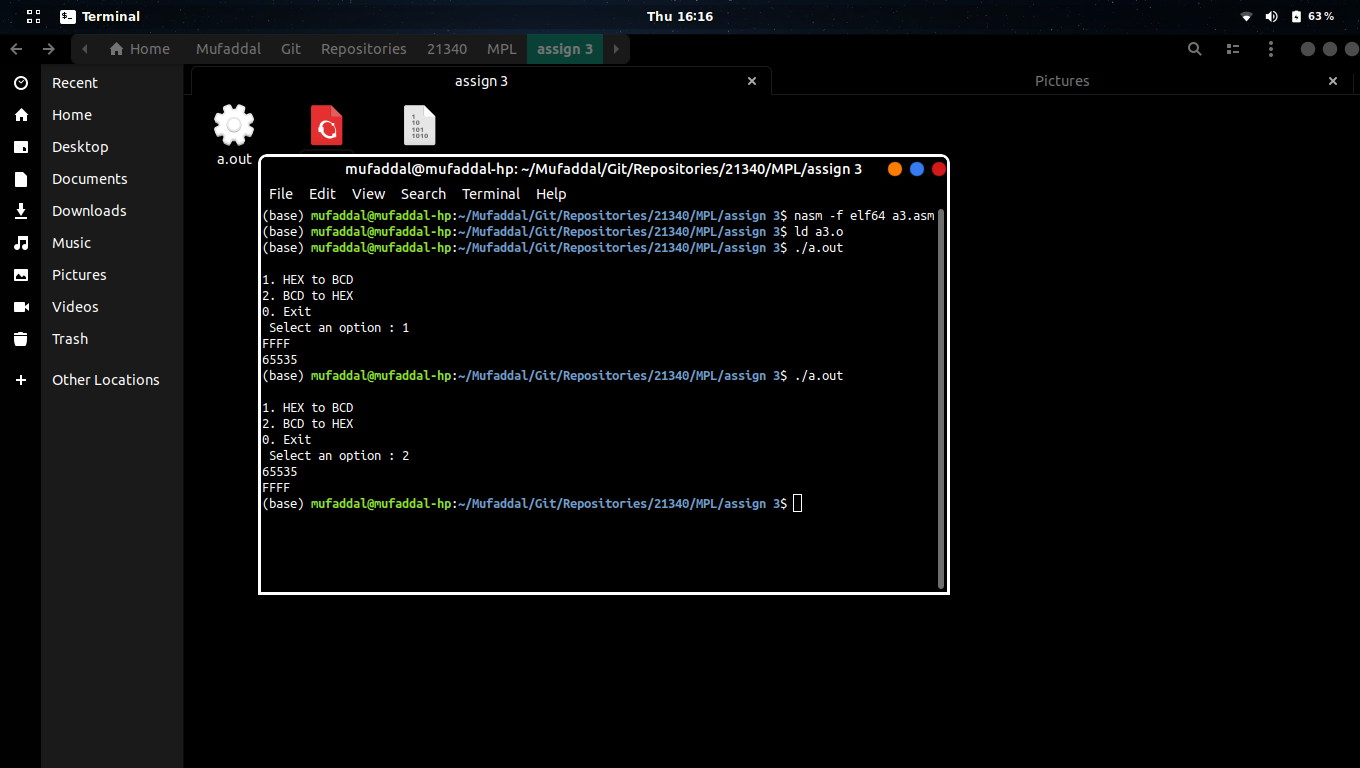 Terminal
Thu 16:16
63 %
Home Mufaddal Git Repositories 21340 MPL assign 3
Recent
Home
Desktop
Documents
Downloads
Music
Pictures
Videos
Trash
Other Locations
assign 3
Pictures
a.out
1
10
101
1010
mufaddal@mufaddal-hp: ~/Mufaddal/Git/Repositories/21340/MPL/assign 3
File Edit View Search Terminal Help
(base) mufaddal@mufaddal-hp:~/Mufaddal/Git/Repositories/21340/MPL/assign 3$ nasm -f elf64 a3.asm
(base) mufaddal@mufaddal-hp:~/Mufaddal/Git/Repositories/21340/MPL/assign 3$ ld a3.o
(base) mufaddal@mufaddal-hp:~/Mufaddal/Git/Repositories/21340/MPL/assign 3$ ./a.out
1. HEX to BCD
2. BCD to HEX
0. Exit
Select an option : 1
FFFF
65535
(base) mufaddal@mufaddal-hp:~/Mufaddal/Git/Repositories/21340/MPL/assign 3$ ./a.out
1. HEX to BCD
2. BCD to HEX
0. Exit
Select an option : 2
65535
FFFF
(base) mufaddal@mufaddal-hp:~/Mufaddal/Git/Repositories/21340/MPL/assign 3$